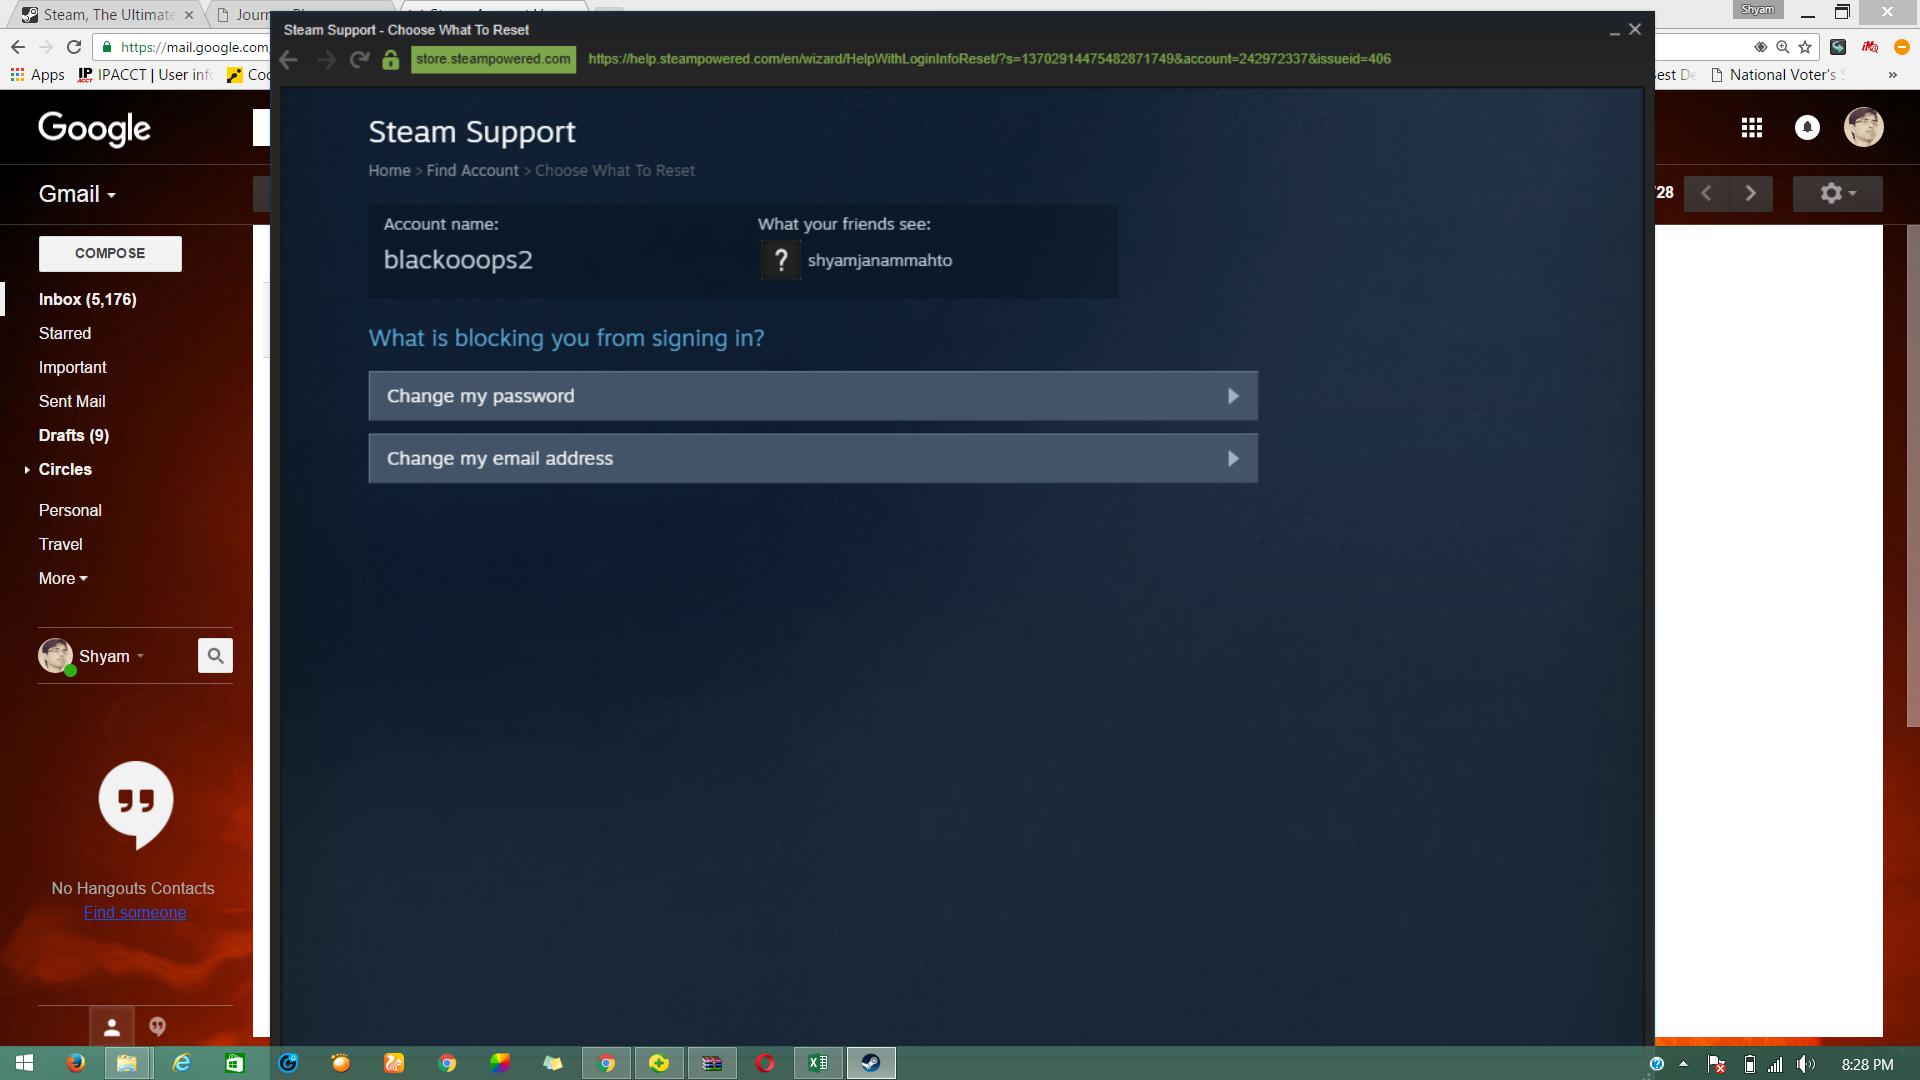 Steam, The Ultimate
Journ
Shyam
https://mail.google.com
Apps
IPACCT | User info
National Voter's S
»
Google
Gmail
COMPOSE
Inbox (5,176)
Starred
Important
Sent Mail
Drafts (9)
Circles
Personal
Travel
More
Shyam
No Hangouts Contacts
Find someone
Steam Support - Choose What To Reset
store.steampowered.com https://help.steampowered.com/en/wizard/HelpWithLoginInfoReset/?s=13702914475482871749&account=242972337&issueid=406
Steam Support
Home > Find Account > Choose What To Reset
Account name:
blackooops2
What your friends see:
? shyamjanammahto
What is blocking you from signing in?
Change my password
Change my email address
8:28 PM